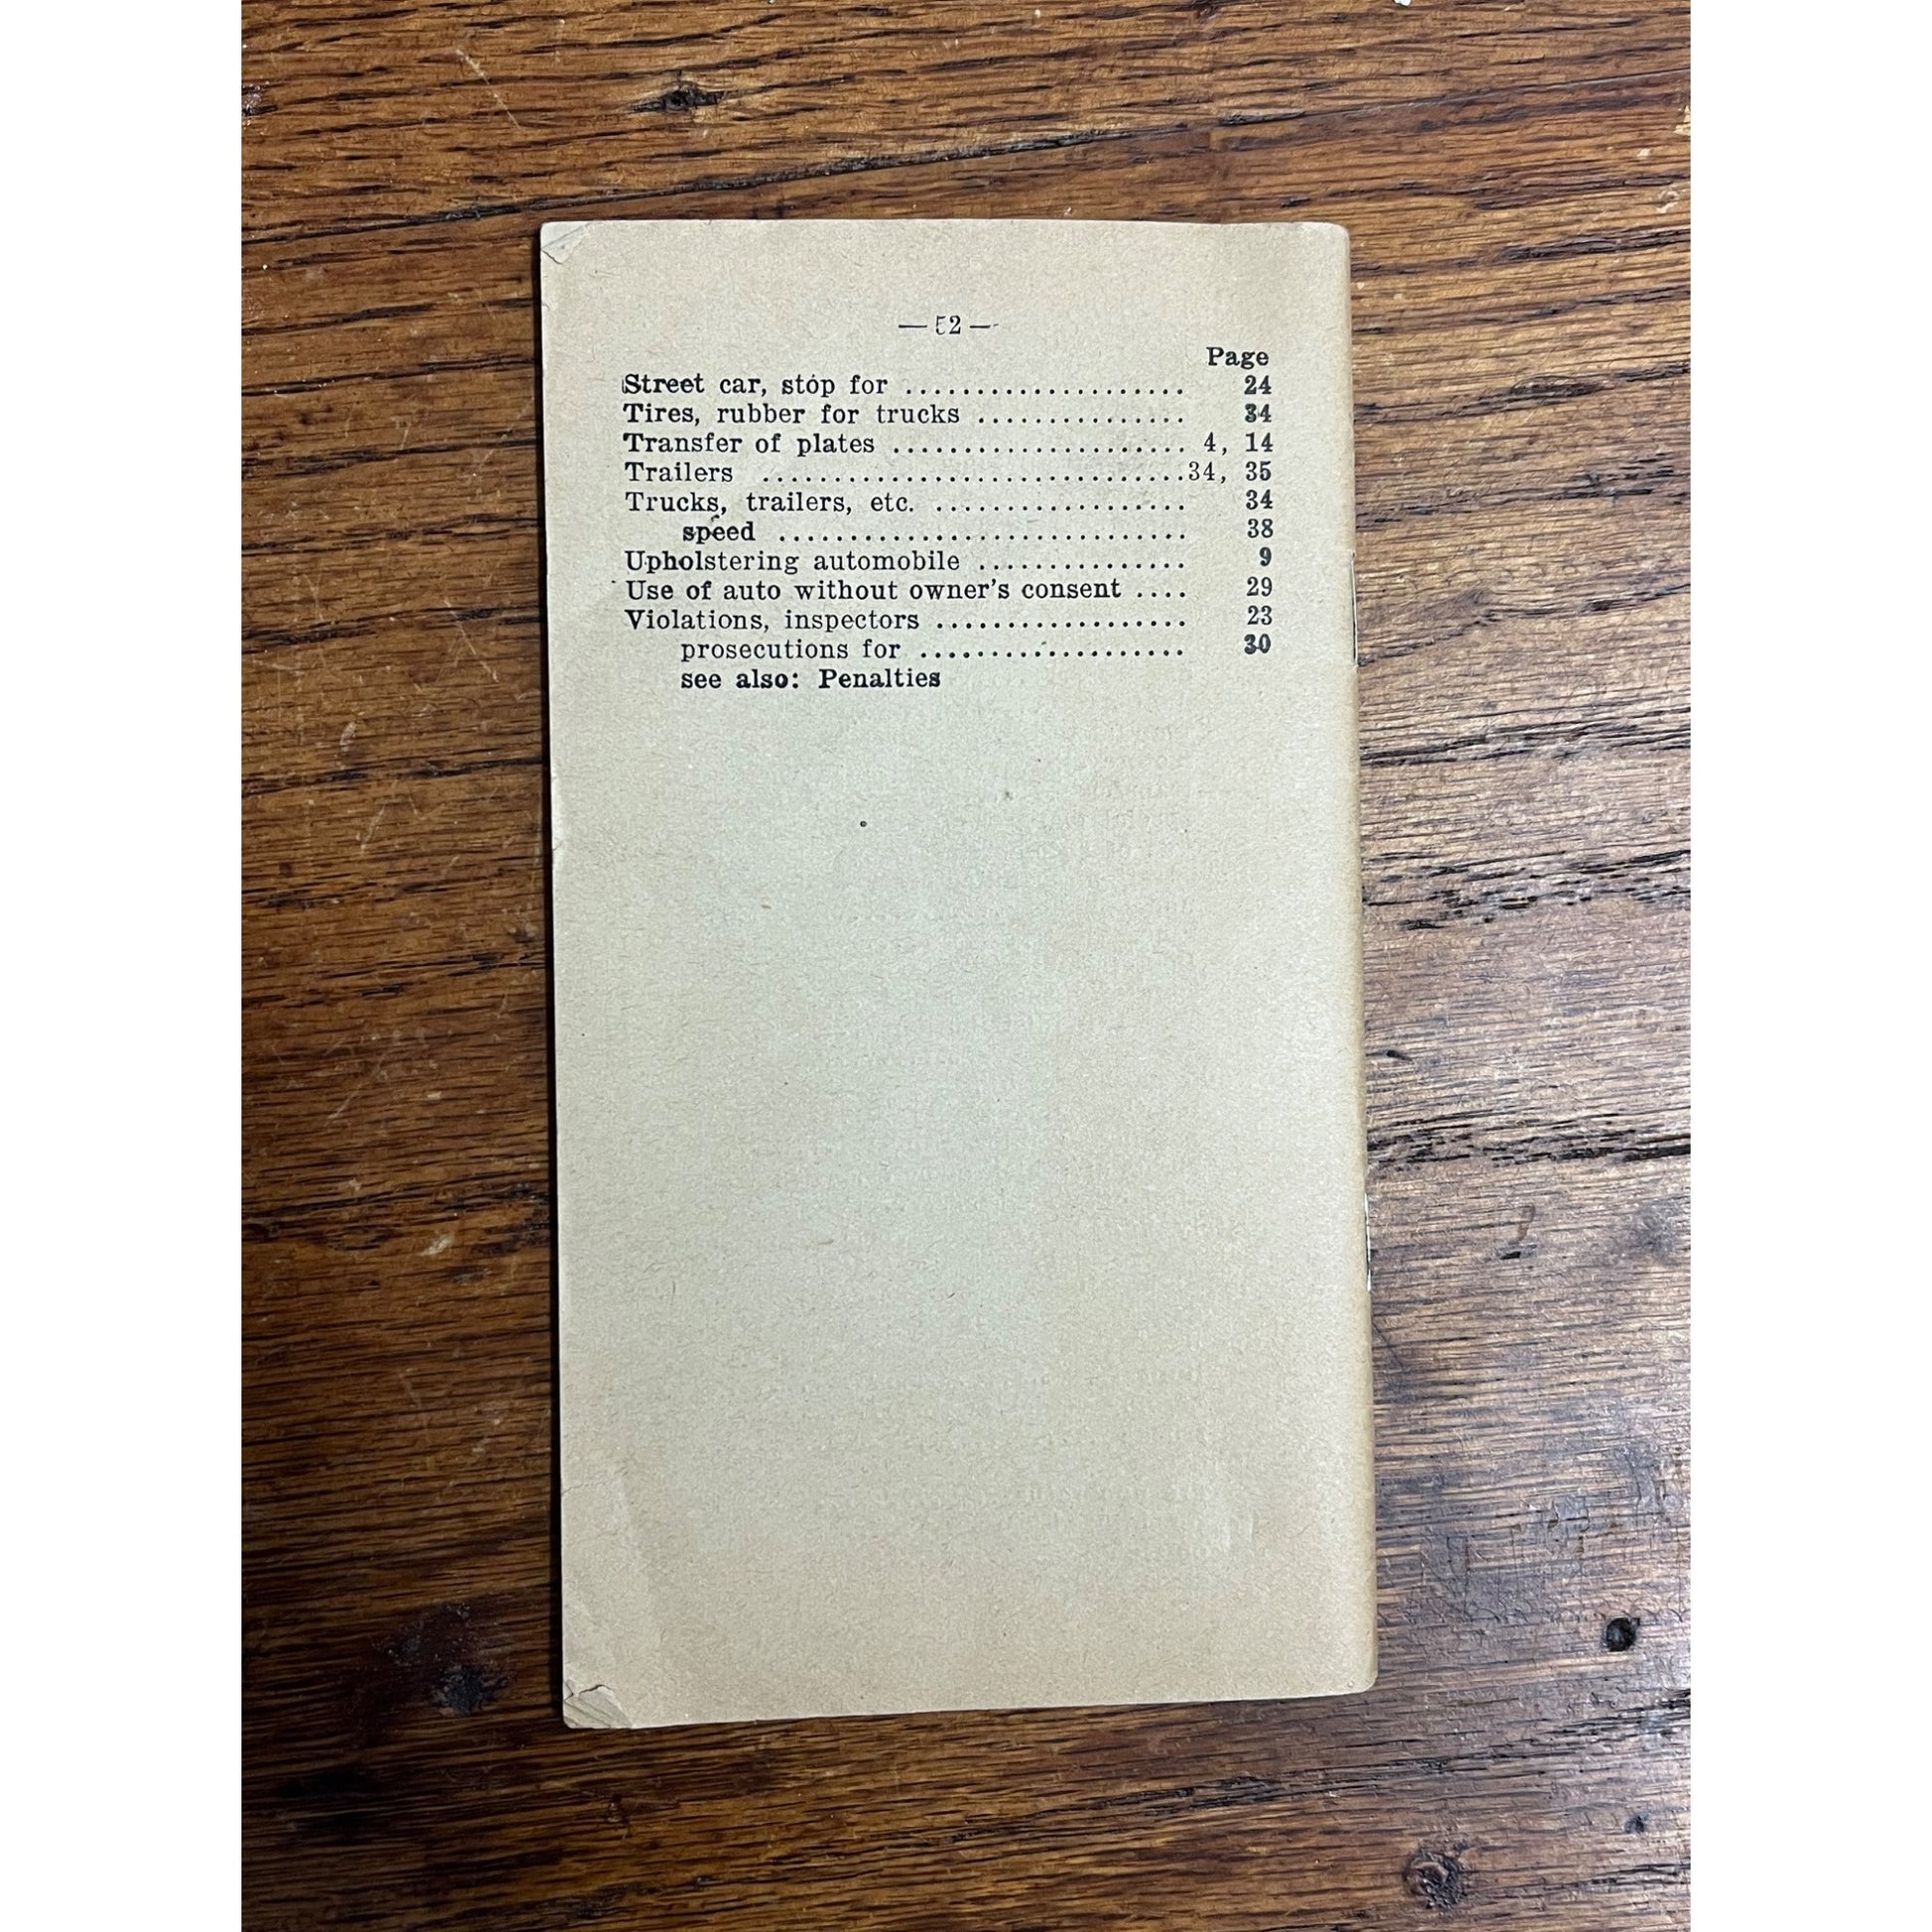 — 52 —
Page
Street car, stop for .................... 24
Tires, rubber for trucks ............... 34
Transfer of plates ..................... 4, 14
Trailers ..............................34, 35
Trucks, trailers, etc. .................. 34
speed ............................. 38
Upholstering automobile ............... 9
Use of auto without owner's consent .... 29
Violations, inspectors .................. 23
prosecutions for ................... 30
see also: Penalties